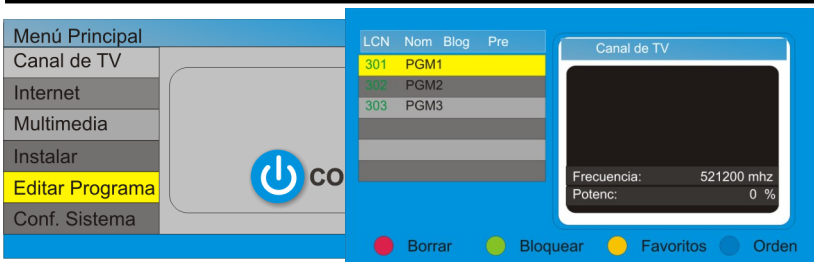 Menú Principal
Canal de TV
Internet
Multimedia
Instalar
Editar Programa
Conf. Sistema
co
LCN Nom Blog Pre
301 PGM1
302 PGM2
303 PGM3
Canal de TV
Frecuencia: 521200 mhz
Potenc: 0 %
Borrar Bloquear Favoritos Orden